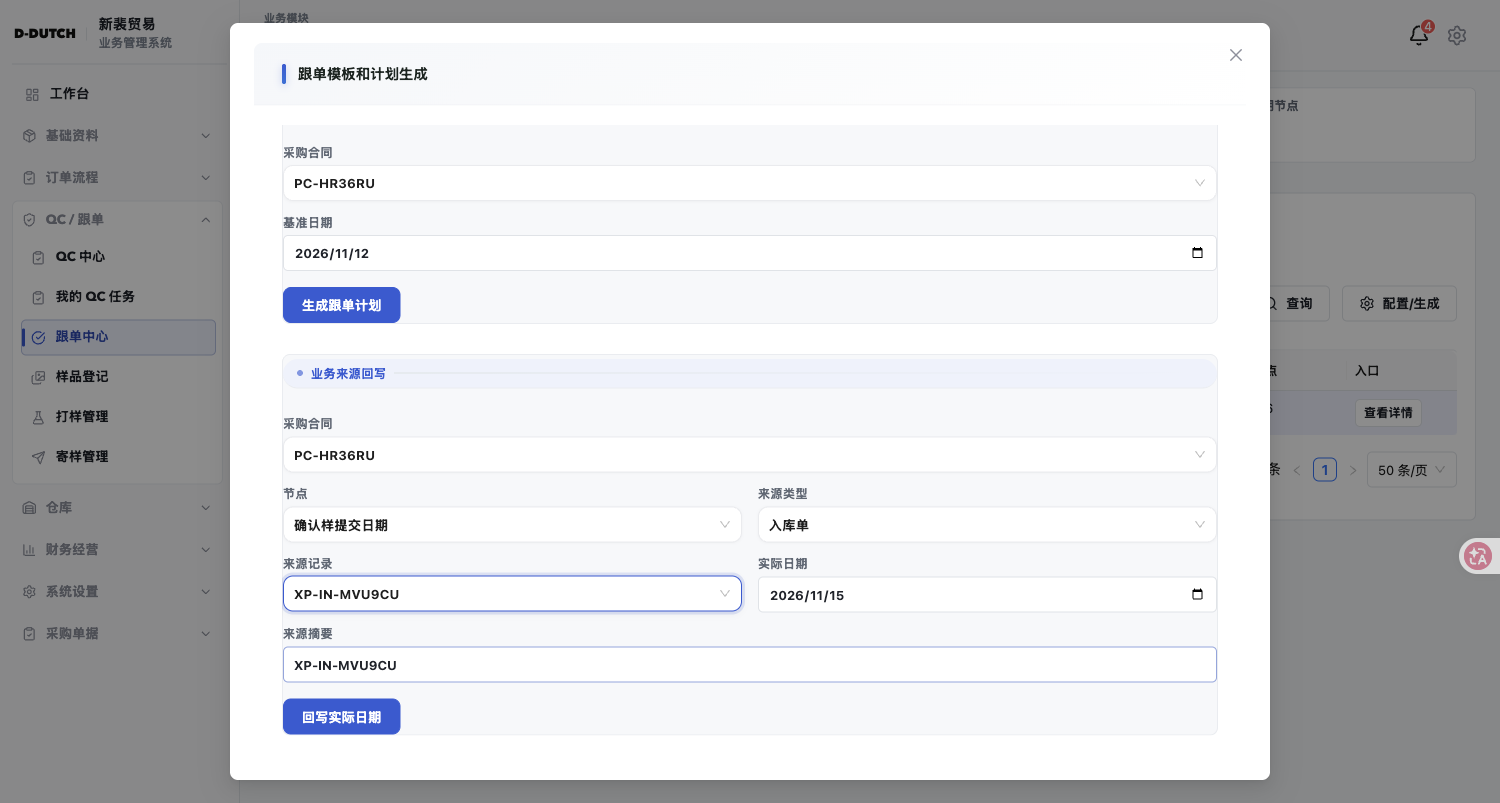 D-DUTCH
新裝贸易
业务管理系统
工作台
基础资料
订单流程
QC / 跟单
QC 中心
我的 QC 任务
跟单中心
样品登记
打样管理
寄样管理
仓库
财务经营
系统设置
采购单据
业务模块
4
跟单模板和计划生成
采购合同
PC-HR36RU
基准日期
2026/11/12
生成跟单计划
业务来源回写
采购合同
PC-HR36RU
节点
确认样提交日期
来源类型
入库单
来源记录
XP-IN-MVU9CU
实际日期
2026/11/15
来源摘要
XP-IN-MVU9CU
回写实际日期
节点
查询
配置/生成
点
入口
查看详情
条
1
50 条/页